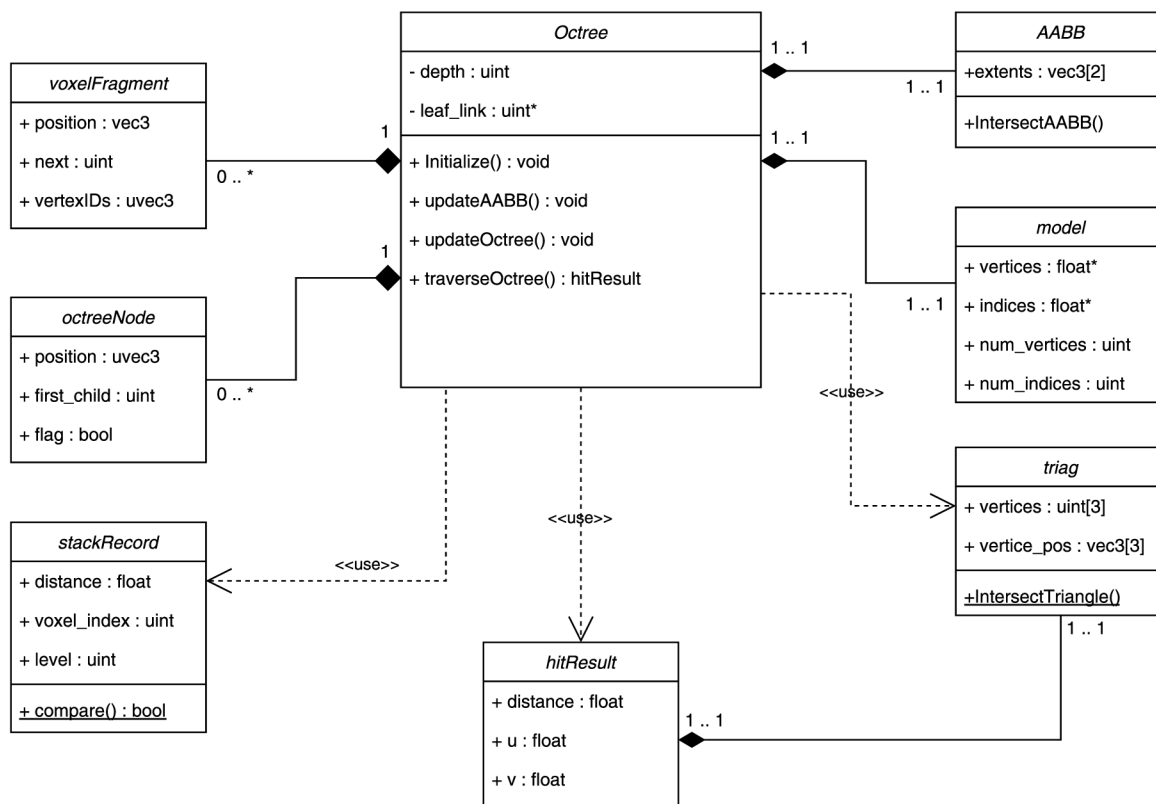 Octree
- depth : uint
- leaf_link : uint*
+ Initialize() : void
+ updateAABB() : void
+ updateOctree() : void
+ traverseOctree() : hitResult
1 .. 1
1 .. 1
AABB
+extents : vec3[2]
+IntersectAABB()
voxelFragment
+ position : vec3
+ next : uint
+ vertexIDs : uvec3
1
0 .. *
1 .. 1
1 .. 1
model
+ vertices : float*
+ indices : float*
+ num_vertices : uint
+ num_indices : uint
octreeNode
+ position : uvec3
+ first_child : uint
+ flag : bool
1
0 .. *
<<use>>
triag
+ vertices : uint[3]
+ vertice_pos : vec3[3]
+IntersectTriangle()
1 .. 1
stackRecord
+ distance : float
+ voxel_index : uint
+ level : uint
+ compare() : bool
<<use>>
<<use>>
hitResult
+ distance : float
+ u : float
+ v : float
1 .. 1